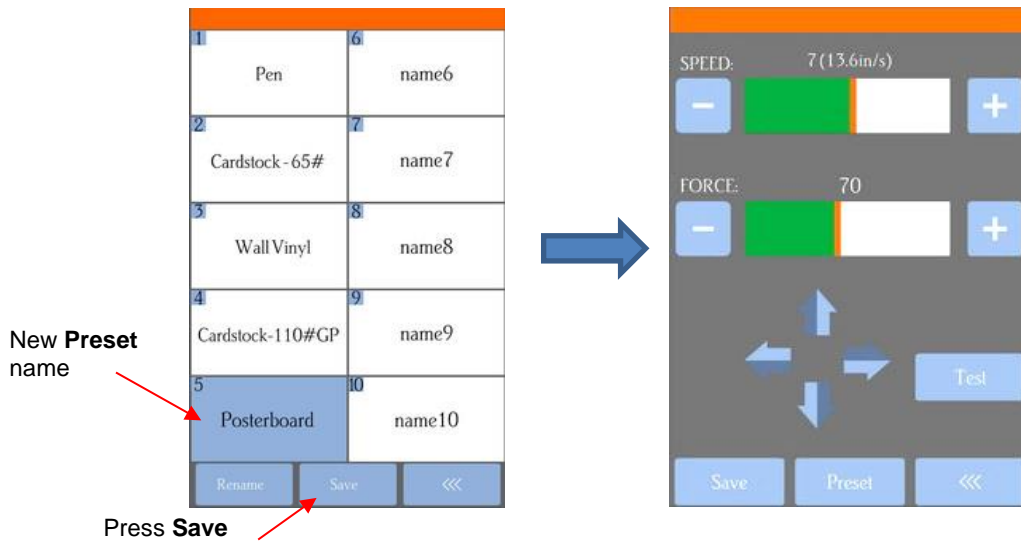 1
Pen
6
name6
2
Cardstock - 65#
7
name7
3
Wall Vinyl
8
name8
4
Cardstock-110#GP
9
name9
5
Posterboard
10
name10
Rename
Save
<<<
New Preset
name
Press Save
SPEED:
7(13.6in/s)
−
+
FORCE:
70
−
+
Test
Save
Preset
<<<